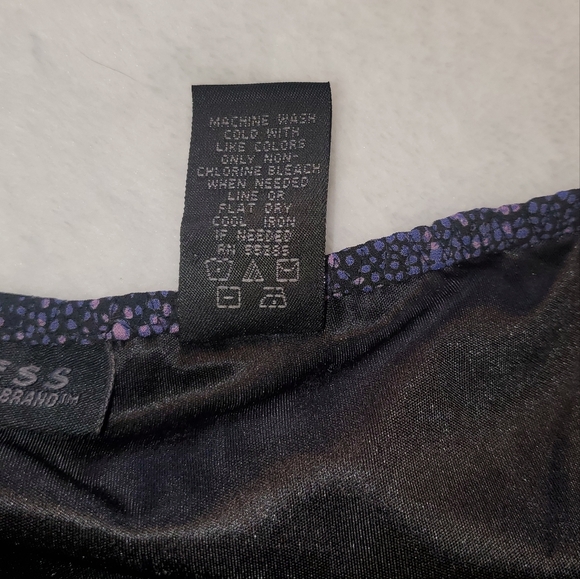 MACHINE WASH
COLD WITH
LIKE COLORS
ONLY NON-
CHLORINE BLEACH
WHEN NEEDED
LINE OR
FLAT DRY
COOL IRON
IF NEEDED
RN 55285
ESS
BRAND™